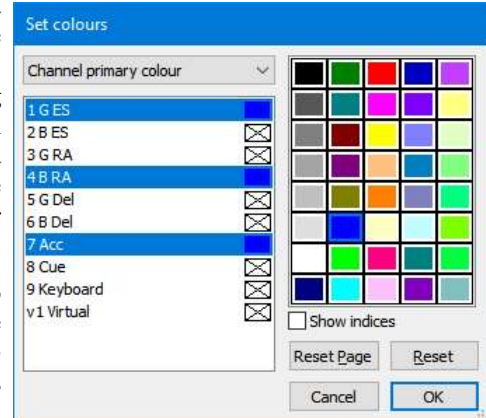 Set colours
Channel primary colour
1 G ES
2 B ES
3 G RA
4 B RA
5 G Del
6 B Del
7 Acc
8 Cue
9 Keyboard
v1 Virtual
Show indices
Reset Page
Reset
Cancel
OK